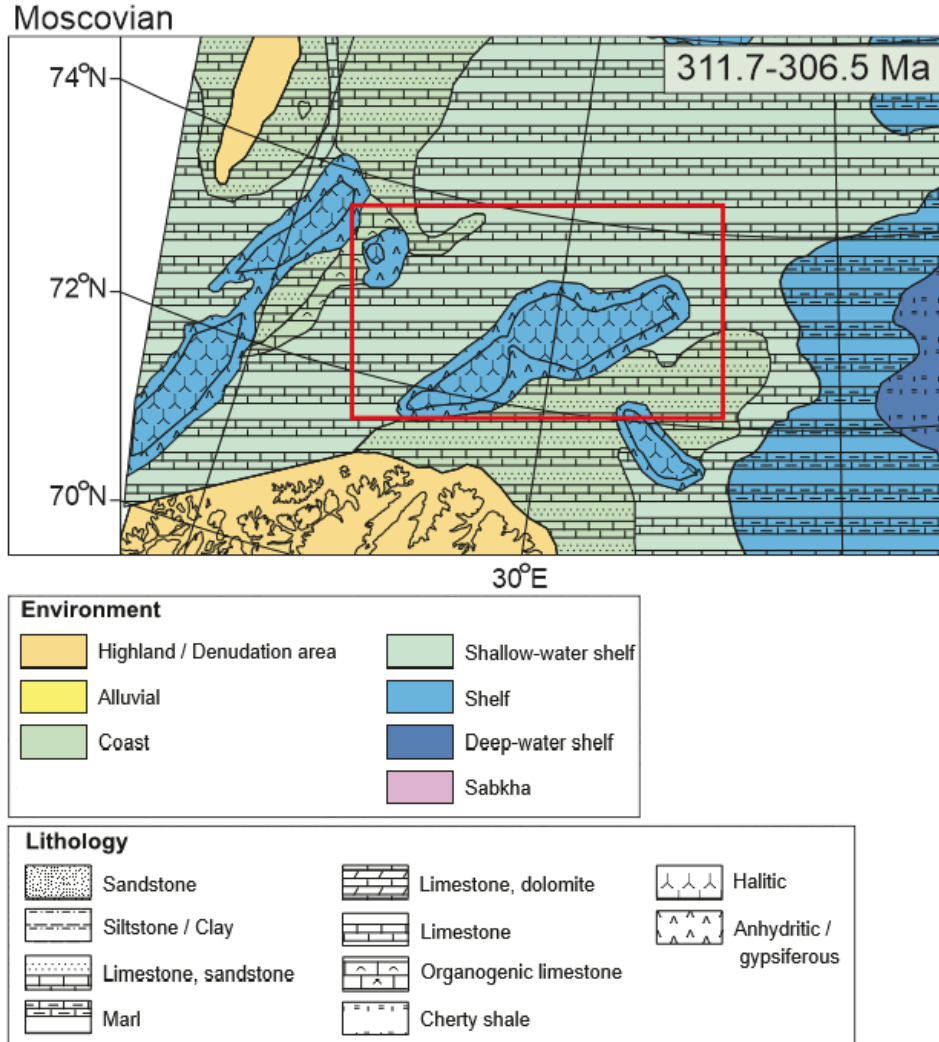 Moscovian
311.7-306.5 Ma
74°N
72°N
70°N
30°E
Environment
Highland / Denudation area
Alluvial
Coast
Shallow-water shelf
Shelf
Deep-water shelf
Sabkha
Lithology
Sandstone
Siltstone / Clay
Limestone, sandstone
Marl
Limestone, dolomite
Limestone
Organogenic limestone
Cherty shale
Halitic
Anhydritic /
gypsiferous